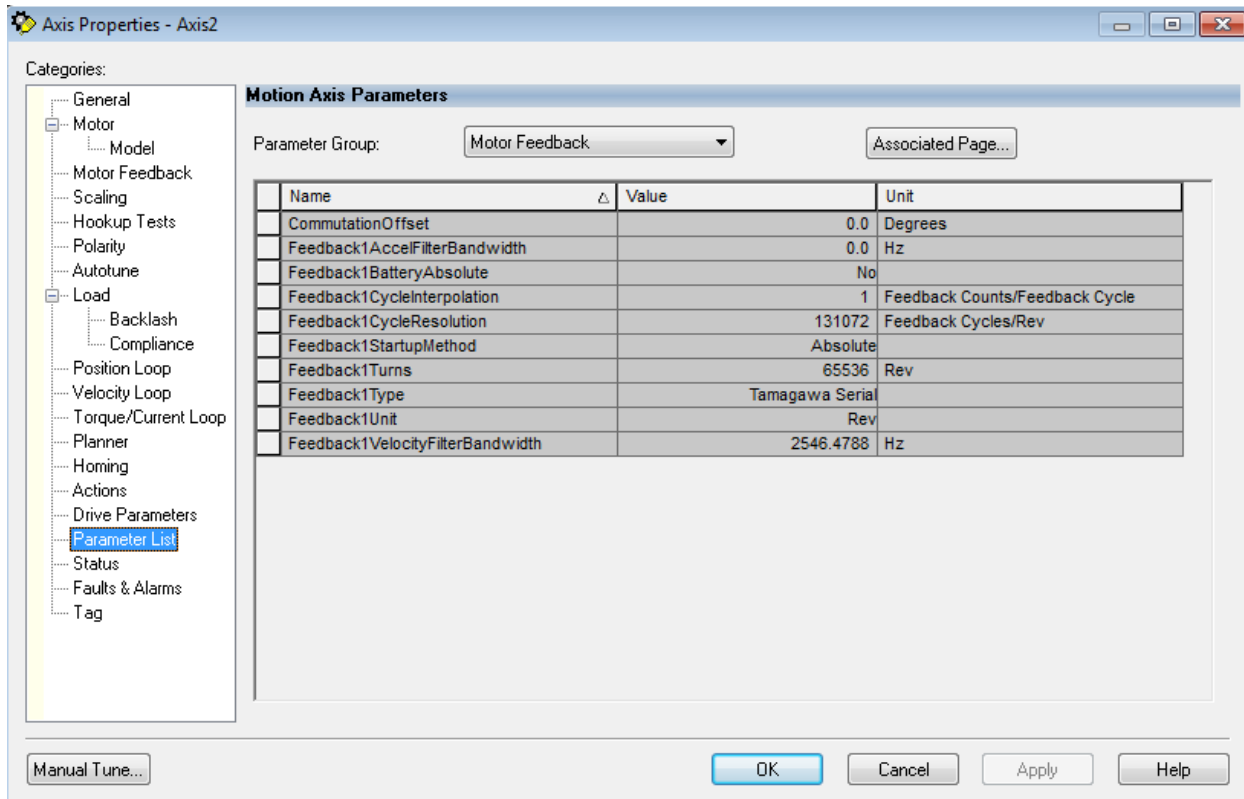 Axis Properties - Axis2
Categories:
General
Motor
Model
Motor Feedback
Scaling
Hookup Tests
Polarity
Autotune
Load
Backlash
Compliance
Position Loop
Velocity Loop
Torque/Current Loop
Planner
Homing
Actions
Drive Parameters
Parameter List
Status
Faults & Alarms
Tag
Motion Axis Parameters
Parameter Group: Motor Feedback Associated Page...
Name Value Unit
CommutationOffset 0.0 Degrees
Feedback1AccelFilterBandwidth 0.0 Hz
Feedback1BatteryAbsolute No
Feedback1CycleInterpolation 1 Feedback Counts/Feedback Cycle
Feedback1CycleResolution 131072 Feedback Cycles/Rev
Feedback1StartupMethod Absolute
Feedback1Turns 65536 Rev
Feedback1Type Tamagawa Serial
Feedback1Unit Rev
Feedback1VelocityFilterBandwidth 2546.4788 Hz
Manual Tune... OK Cancel Apply Help